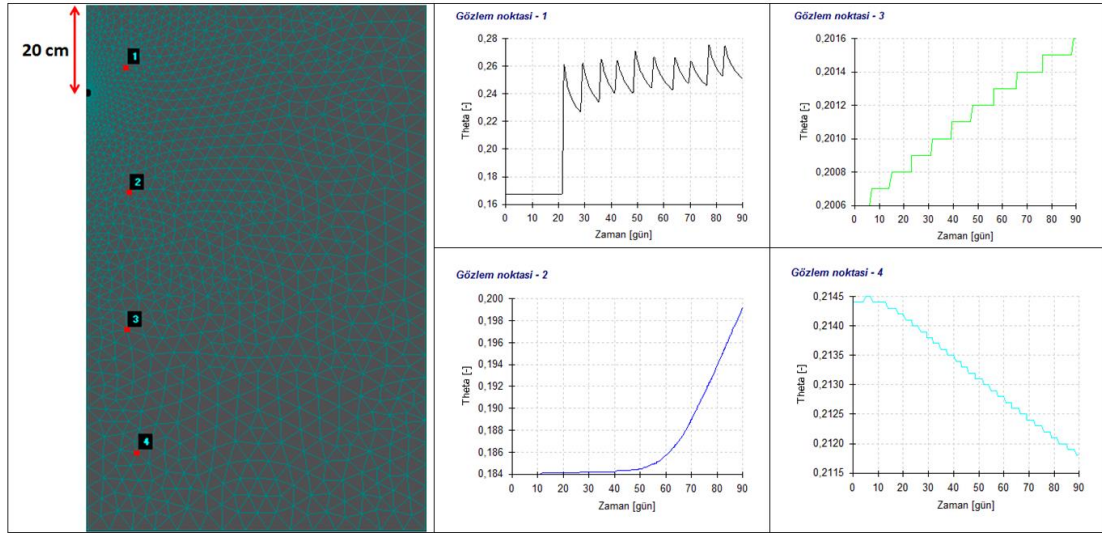 20 cm
1
2
3
4
Gözlem noktasi - 1
Theta [-]
0,28
0,26
0,24
0,22
0,20
0,18
0,16
0 10 20 30 40 50 60 70 80 90
Zaman [gün]
Gözlem noktasi - 3
Theta [-]
0,2016
0,2014
0,2012
0,2010
0,2008
0,2006
0 10 20 30 40 50 60 70 80 90
Zaman [gün]
Gözlem noktasi - 2
Theta [-]
0,200
0,198
0,196
0,194
0,192
0,190
0,188
0,186
0,184
0 10 20 30 40 50 60 70 80 90
Zaman [gün]
Gözlem noktasi - 4
Theta [-]
0,2145
0,2140
0,2135
0,2130
0,2125
0,2120
0,2115
0 10 20 30 40 50 60 70 80 90
Zaman [gün]